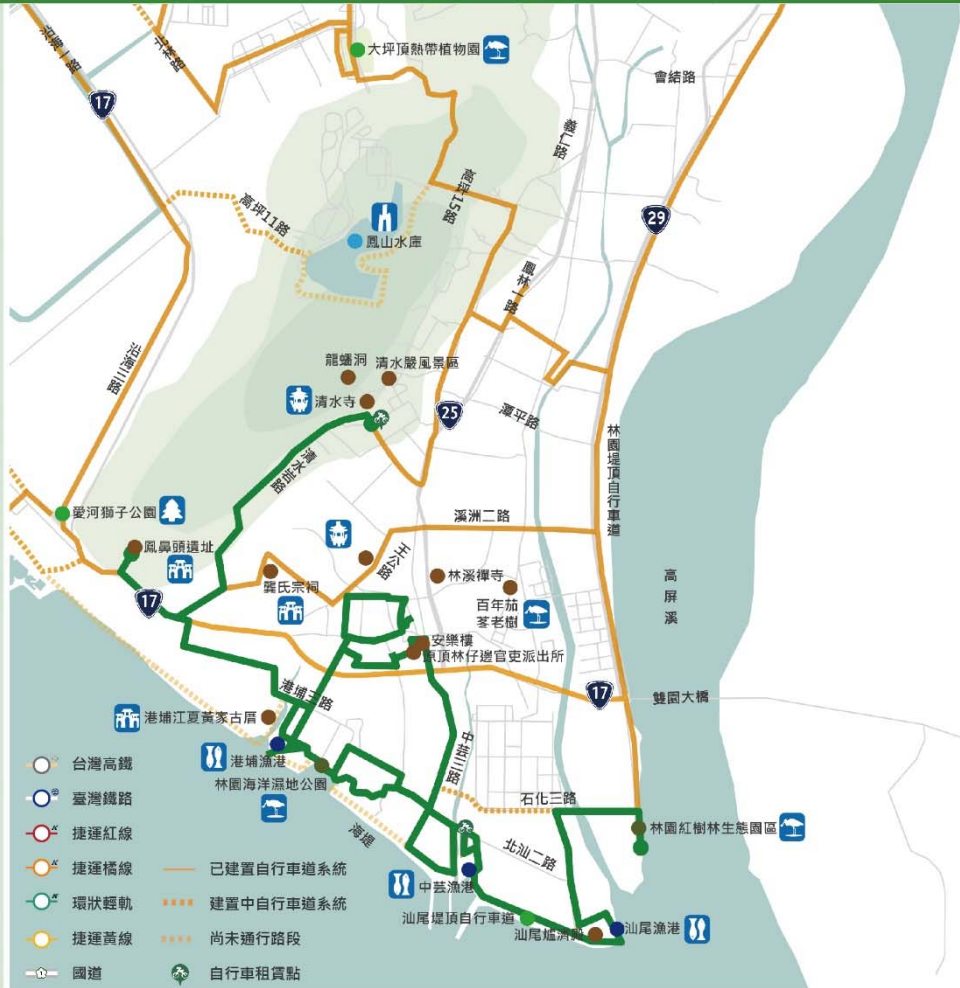 沿海一路
北林路
17
大坪頂熱帶植物園
會結路
義仁路
高坪15路
29
高坪11路
鳳山水庫
鳳林一路
沿海三路
龍蟠洞
清水巖風景區
清水寺
25
潭平路
林園堤頂自行車道
清水岩路
愛河獅子公園
溪洲二路
鳳鼻頭遺址
王公路
龔氏宗祠
林溪禪寺
百年茄
苳老樹
高屏溪
17
安樂樓
原頂林仔邊官吏派出所
17
雙園大橋
港埔三路
港埔江夏黃家古厝
港埔漁港
林園海洋濕地公園
中芸三路
石化三路
林園紅樹林生態園區
海堤
北汕二路
中芸漁港
汕尾堤頂自行車道
汕尾爐濟殿
汕尾漁港
台灣高鐵
臺灣鐵路
捷運紅線
捷運橘線
已建置自行車道系統
環狀輕軌
建置中自行車道系統
捷運黃線
尚未通行路段
國道
自行車租賃點